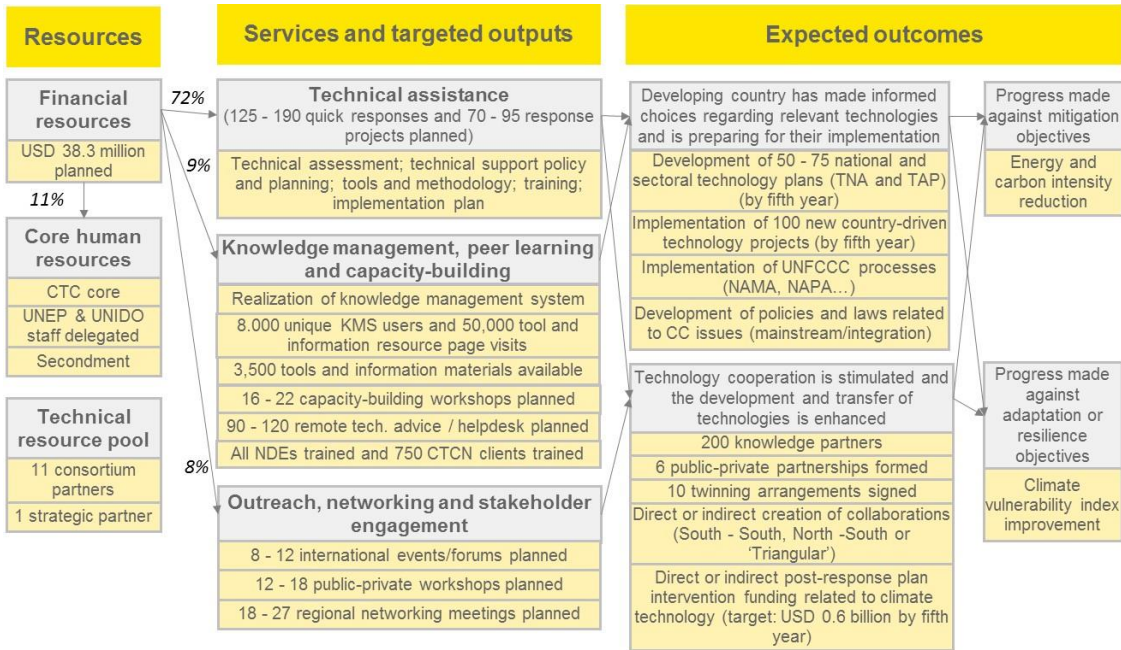 Resources
Services and targeted outputs
Expected outcomes
Financial
resources
USD 38.3 million
planned
11%
Core human
resources
CTC core
UNEP & UNIDO
staff delegated
Secondment
Technical
resource pool
11 consortium
partners
1 strategic partner
72%
9%
8%
Technical assistance
(125 - 190 quick responses and 70 - 95 response
projects planned)
Technical assessment; technical support policy
and planning; tools and methodology; training;
implementation plan
Knowledge management, peer learning
and capacity-building
Realization of knowledge management system
8.000 unique KMS users and 50,000 tool and
information resource page visits
3,500 tools and information materials available
16 - 22 capacity-building workshops planned
90 - 120 remote tech. advice / helpdesk planned
All NDEs trained and 750 CTCN clients trained
Outreach, networking and stakeholder
engagement
8 - 12 international events/forums planned
12 - 18 public-private workshops planned
18 - 27 regional networking meetings planned
Developing country has made informed
choices regarding relevant technologies
and is preparing for their implementation
Development of 50 - 75 national and
sectoral technology plans (TNA and TAP)
(by fifth year)
Implementation of 100 new country-driven
technology projects (by fifth year)
Implementation of UNFCCC processes
(NAMA, NAPA…)
Development of policies and laws related
to CC issues (mainstream/integration)
Technology cooperation is stimulated and
the development and transfer of
technologies is enhanced
200 knowledge partners
6 public-private partnerships formed
10 twinning arrangements signed
Direct or indirect creation of collaborations
(South - South, North -South or
‘Triangular’)
Direct or indirect post-response plan
intervention funding related to climate
technology (target: USD 0.6 billion by fifth
year)
Progress made
against mitigation
objectives
Energy and
carbon intensity
reduction
Progress made
against
adaptation or
resilience
objectives
Climate
vulnerability index
improvement